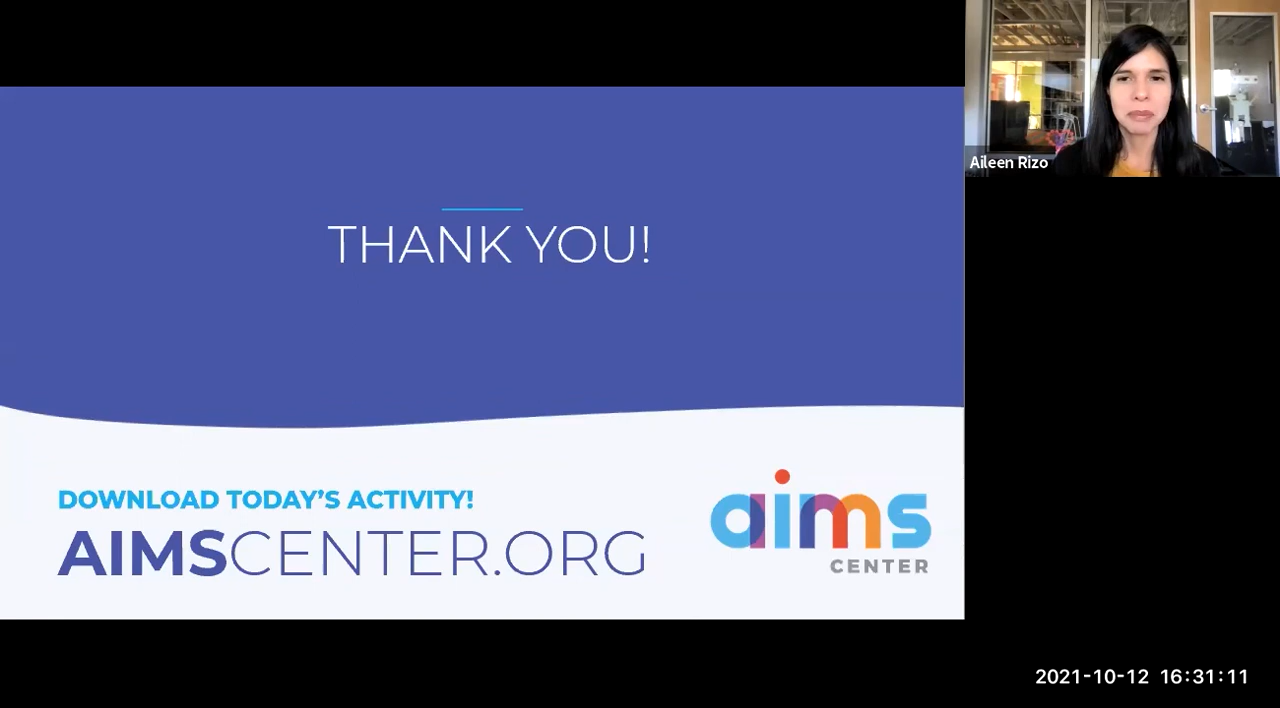 THANK YOU!
DOWNLOAD TODAY'S ACTIVITY!
AIMSCENTER.ORG
aims
CENTER
Aileen Rizo
2021-10-12 16:31:11